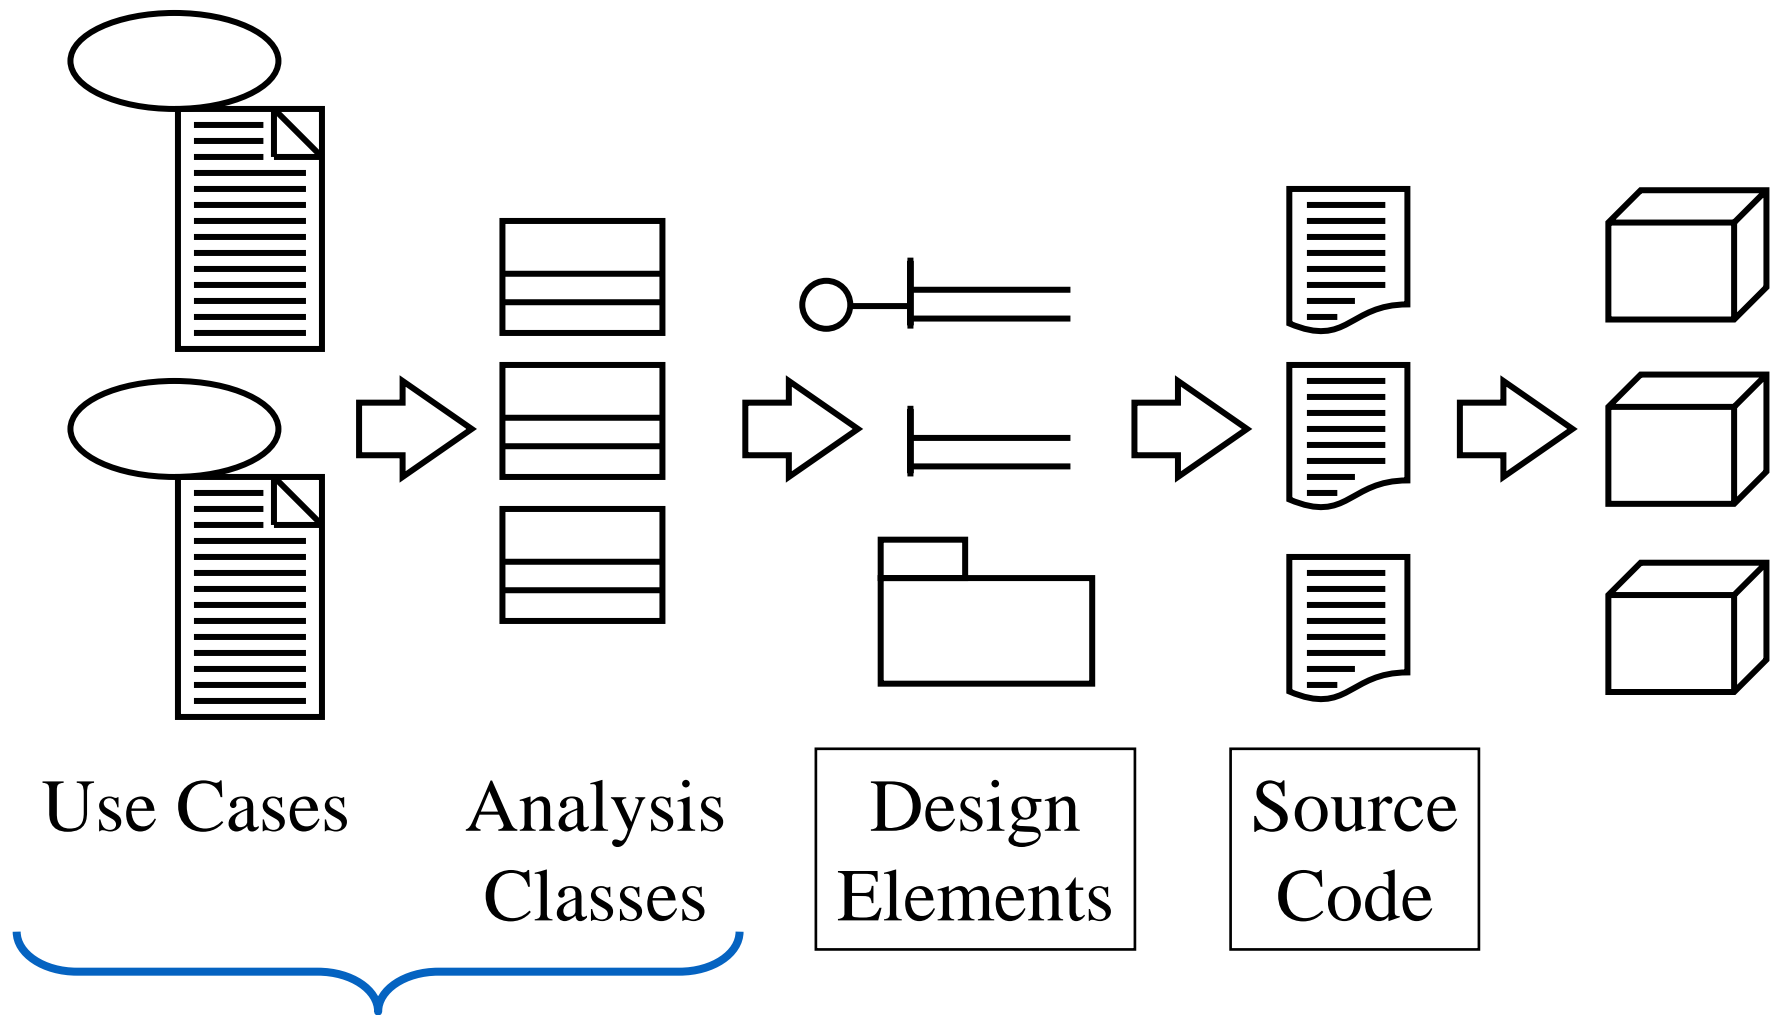 Use Cases
Analysis
Classes
Design
Elements
Source
Code